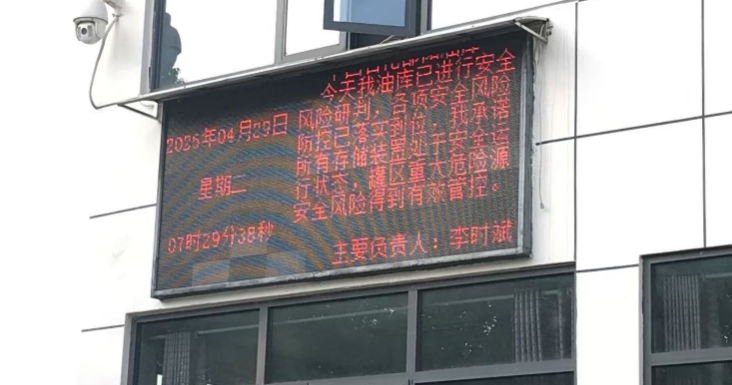 2025年04月29日
星期二
07时29分38秒
今天我油库已进行安全
风险研判，各项安全风险
防控已落实到位，我承诺
所有存储装置处于安全运
行状态，罐区重大危险源
安全风险得到有效管控。
主要负责人：李时斌